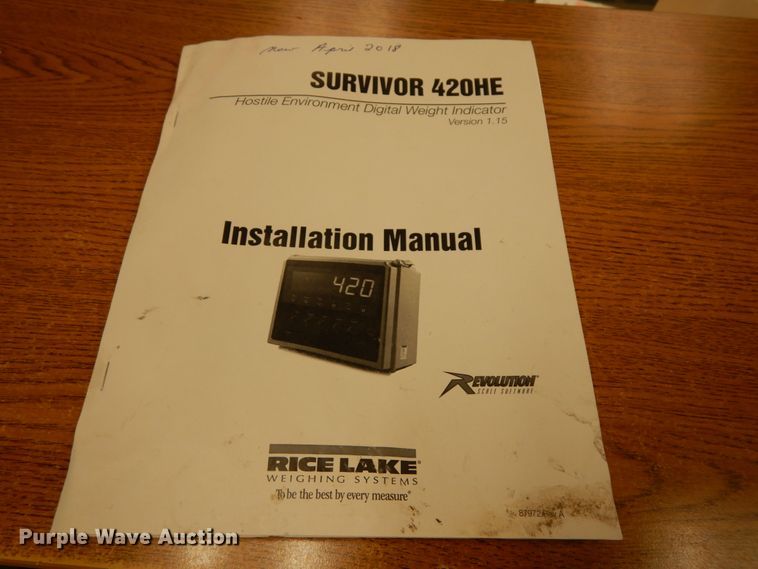 new April 2018
SURVIVOR 420HE
Hostile Environment Digital Weight Indicator
Version 1.15
Installation Manual
420
REVOLUTION
SCALE SOFTWARE
RICE LAKE®
WEIGHING SYSTEMS
To be the best by every measure®
A
Purple Wave Auction